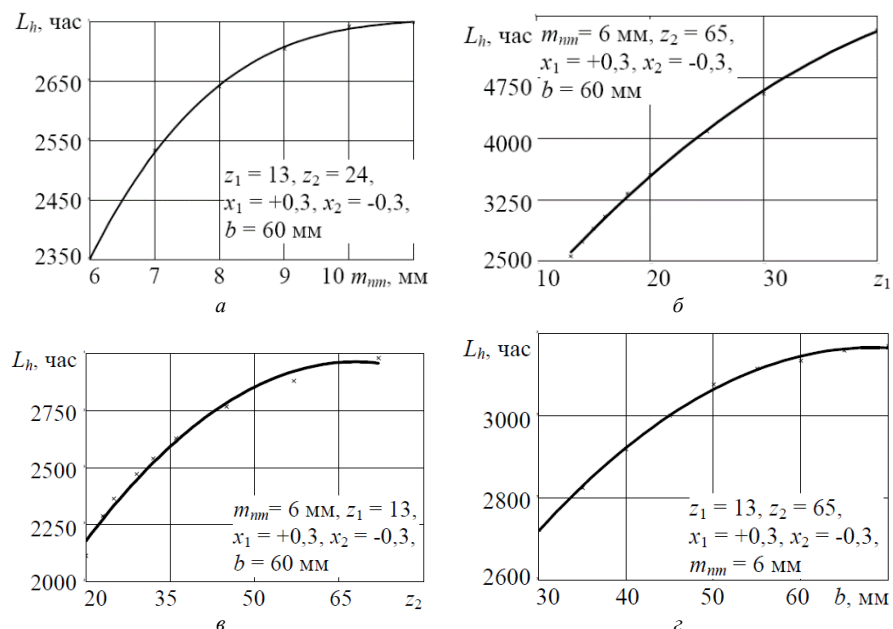 L_h, час
2650
2550
2450
2350
z₁ = 13, z₂ = 24,
x₁ = +0,3, x₂ = -0,3,
b = 60 мм
6 7 8 9 10 m_nm, мм
а
L_h, час
m_nm = 6 мм, z₂ = 65,
x₁ = +0,3, x₂ = -0,3,
b = 60 мм
4750
4000
3250
2500
10 20 30 z₁
б
L_h, час
2750
2500
2250
2000
m_nm = 6 мм, z₁ = 13,
x₁ = +0,3, x₂ = -0,3,
b = 60 мм
20 35 50 65 z₂
в
L_h, час
3000
2800
2600
z₁ = 13, z₂ = 65,
x₁ = +0,3, x₂ = -0,3,
m_nm = 6 мм
30 40 50 60 b, мм
г